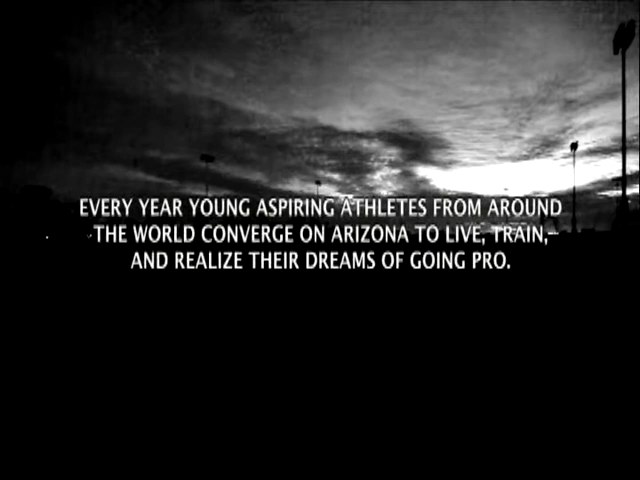 EVERY YEAR YOUNG ASPIRING ATHLETES FROM AROUND
THE WORLD CONVERGE ON ARIZONA TO LIVE, TRAIN,
AND REALIZE THEIR DREAMS OF GOING PRO.